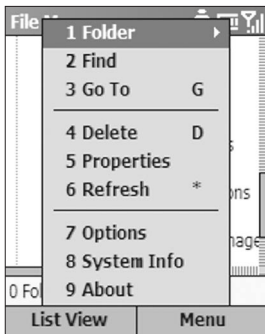 File
1 Folder
2 Find
3 Go To G
4 Delete D
5 Properties
6 Refresh *
7 Options
8 System Info
9 About
0 Fol
List View Menu